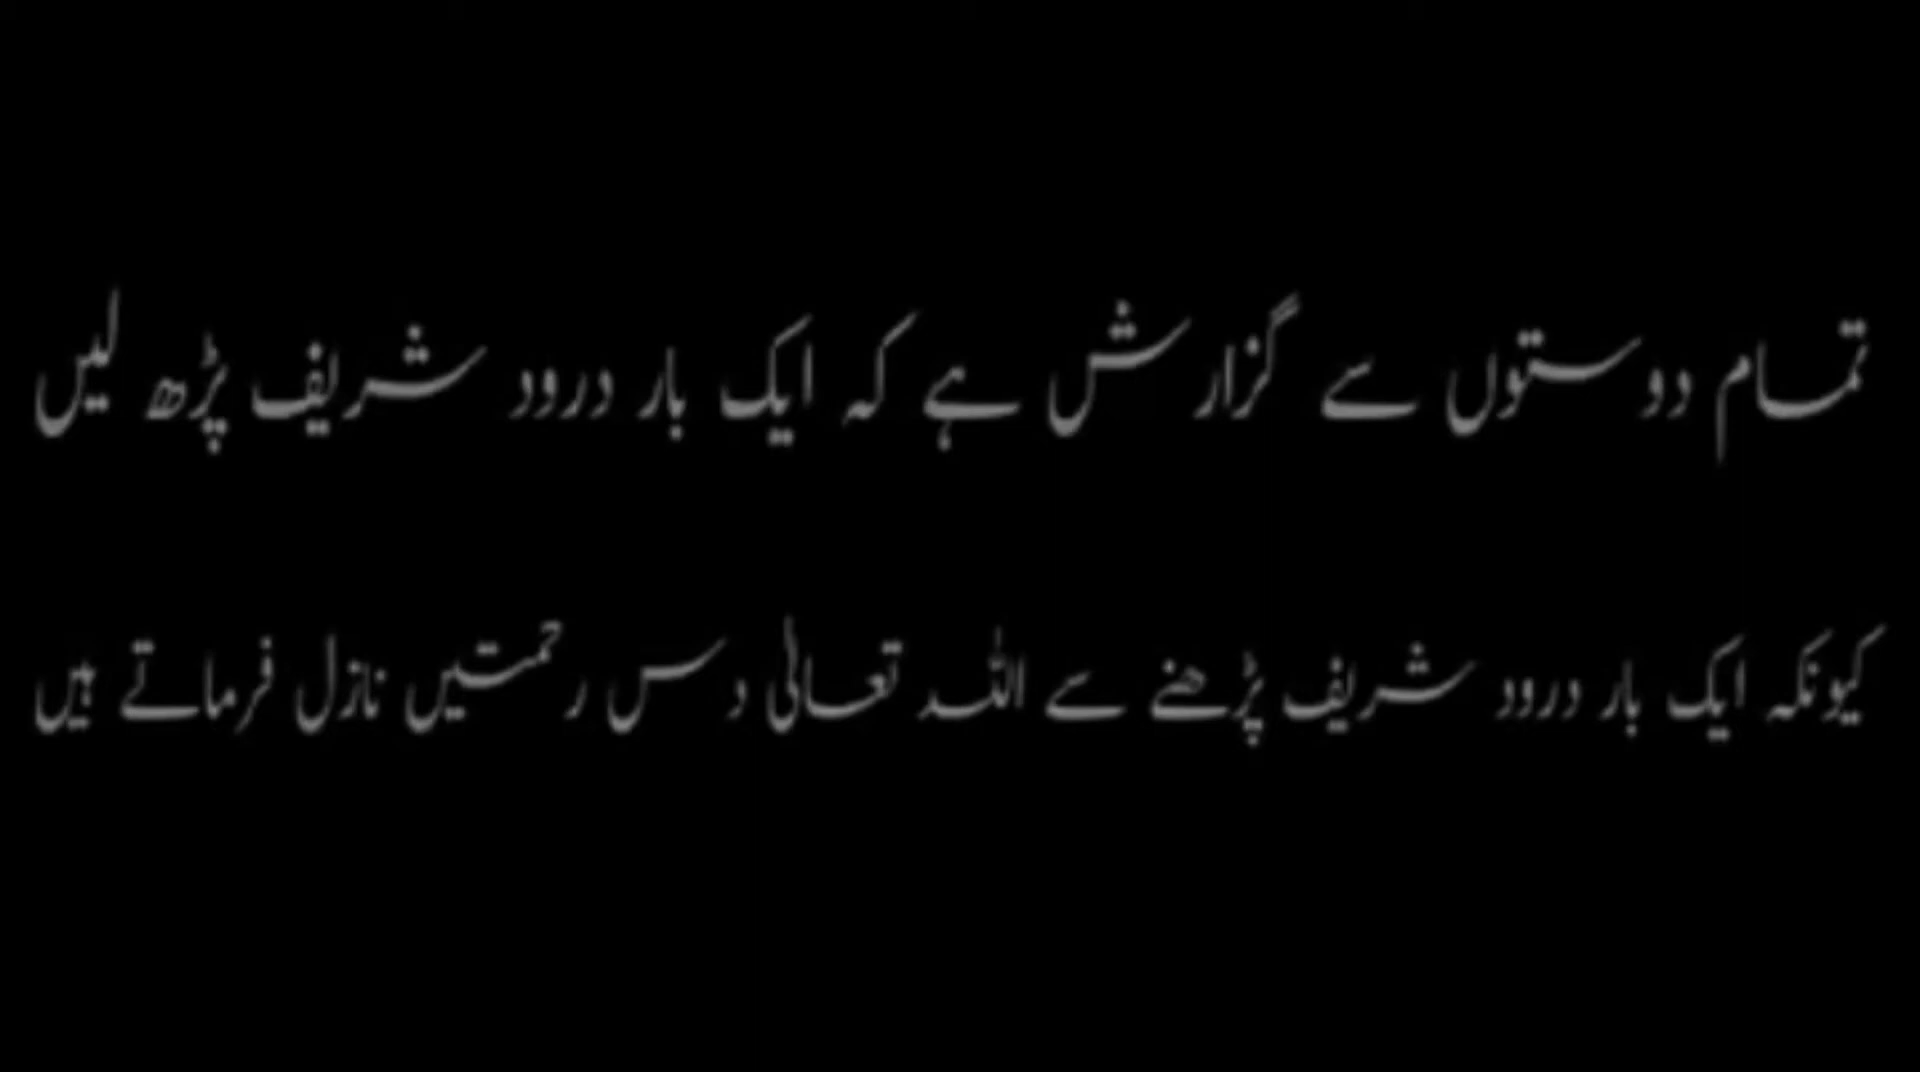 تمام دوستوں سے گزارش ہے کہ ایک بار درود شریف پڑھ لیں
کیونکہ ایک بار درود شریف پڑھنے سے اللہ تعالیٰ دس رحمتیں نازل فرماتے ہیں